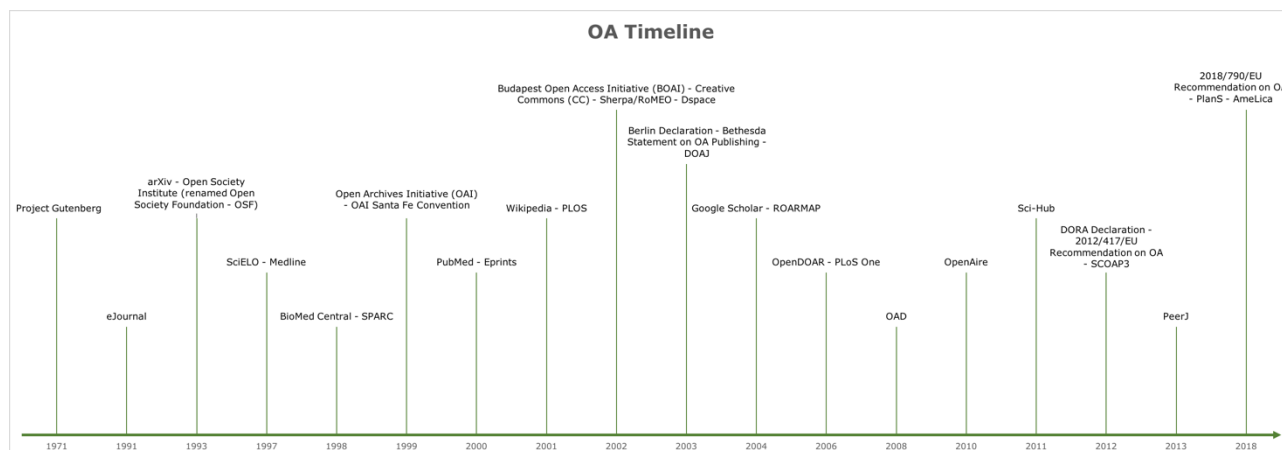 OA Timeline
Project Gutenberg
eJournal
arXiv - Open Society
Institute (renamed Open
Society Foundation - OSF)
SciELO - Medline
BioMed Central - SPARC
Open Archives Initiative (OAI)
- OAI Santa Fe Convention
PubMed - Eprints
Wikipedia - PLOS
Budapest Open Access Initiative (BOAI) - Creative
Commons (CC) - Sherpa/RoMEO - Dspace
Berlin Declaration - Bethesda
Statement on OA Publishing -
DOAJ
Google Scholar - ROARMAP
OpenDOAR - PLoS One
OAD
OpenAire
Sci-Hub
DORA Declaration -
2012/417/EU
Recommendation on OA
- SCOAP3
PeerJ
2018/790/EU
Recommendation on OA
- PlanS - AmeLica
1971 1991 1993 1997 1998 1999 2000 2001 2002 2003 2004 2006 2008 2010 2011 2012 2013 2018